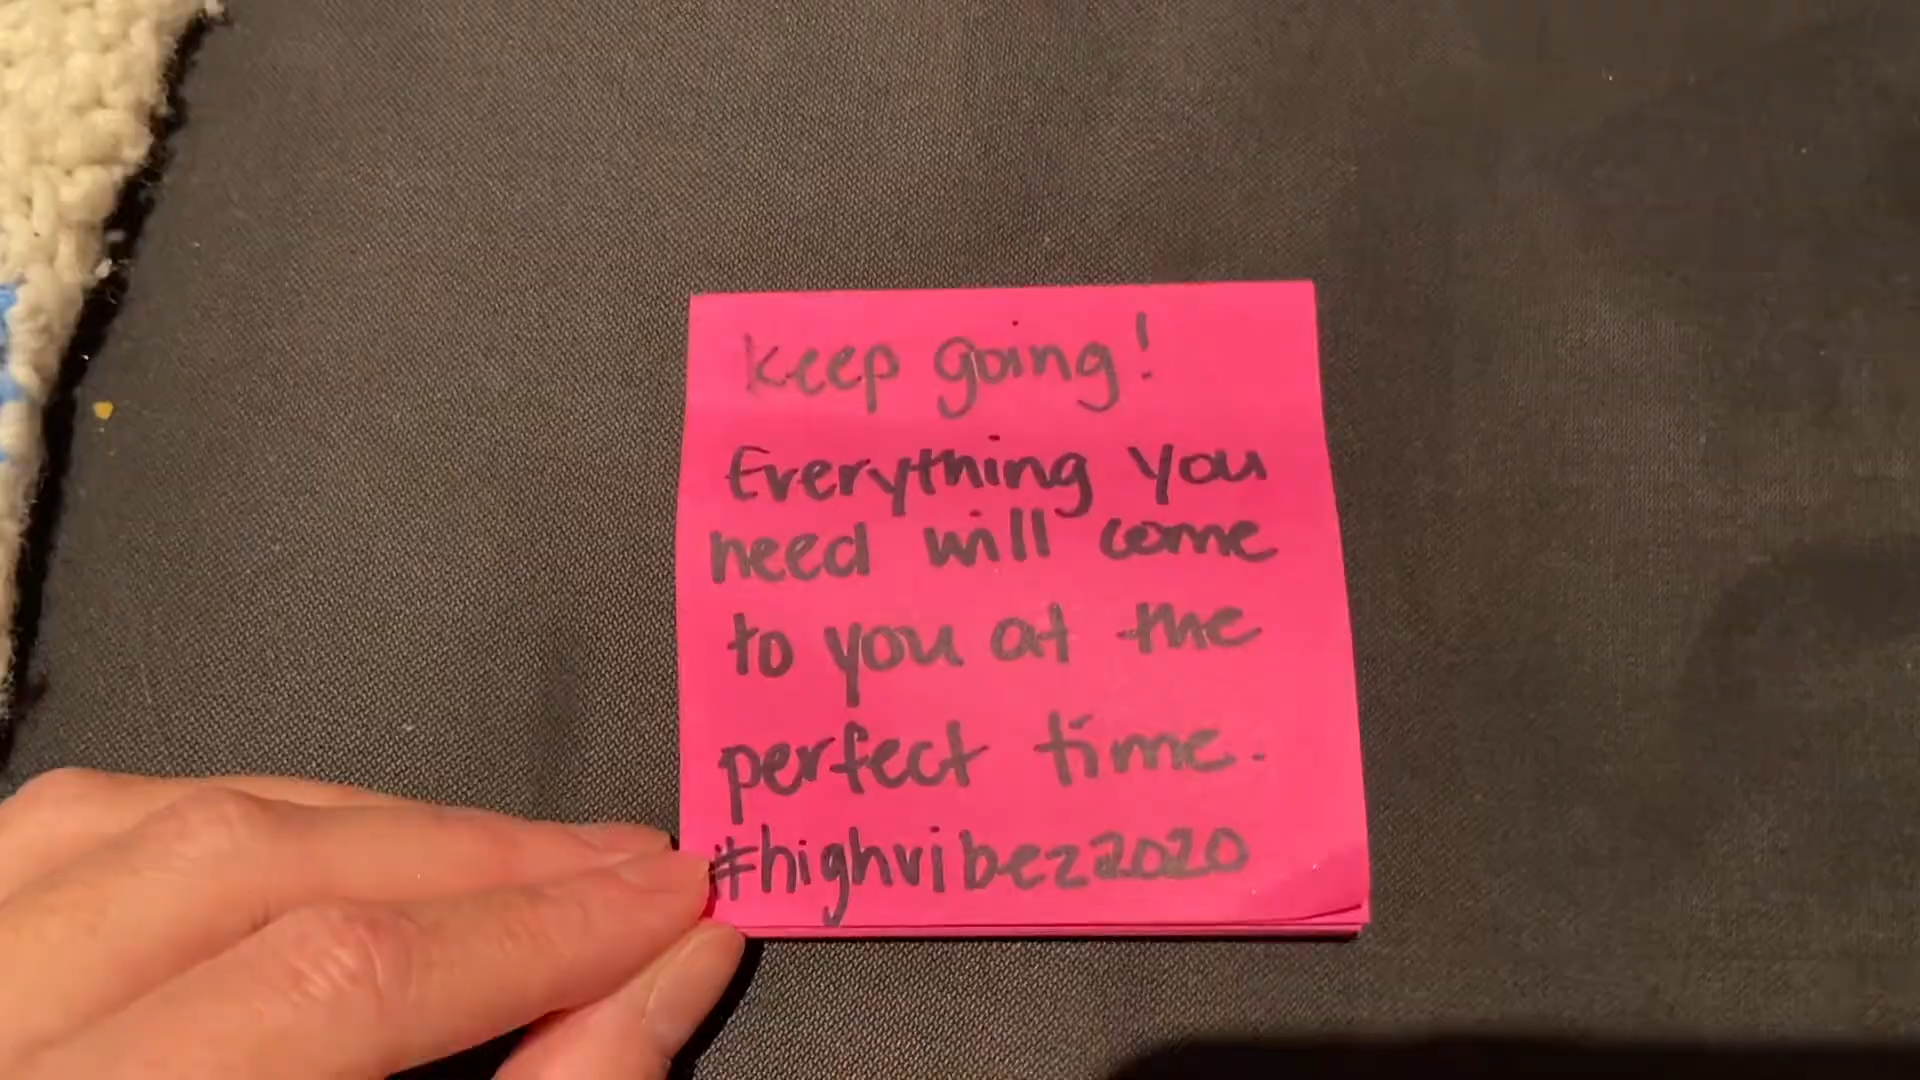 keep going!
Everything you
need will come
to you at the
perfect time.
#highvibez2020